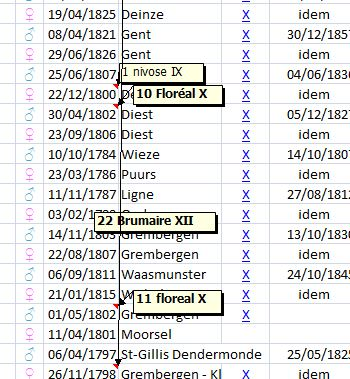 ♀ 19/04/1825 Deinze X idem
♂ 08/04/1821 Gent X 30/12/185
♀ 29/06/1826 Gent X idem
♂ 25/06/1807 1 nivose IX X 04/06/183
♀ 22/12/1800 10 Floréal X X idem
♂ 30/04/1802 Diest X 05/12/182
♀ 23/09/1806 Diest X idem
♂ 10/10/1784 Wieze X 14/10/180
♀ 23/03/1786 Puurs X idem
♂ 11/11/1787 Ligne X 27/08/181
♀ 03/02/ 22 Brumaire XII X idem
♂ 14/11/1803 Grembergen X 13/10/183
♀ 22/08/1807 Grembergen X idem
♂ 06/09/1811 Waasmunster X 24/10/184
♀ 21/01/1815 11 floreal X X idem
♂ 01/05/1802 Grembergen X
♀ 11/04/1801 Moorsel
♂ 06/04/1797 St-Gillis Dendermonde 25/05/182
♀ 26/11/1798 Grembergen - Kl X idem